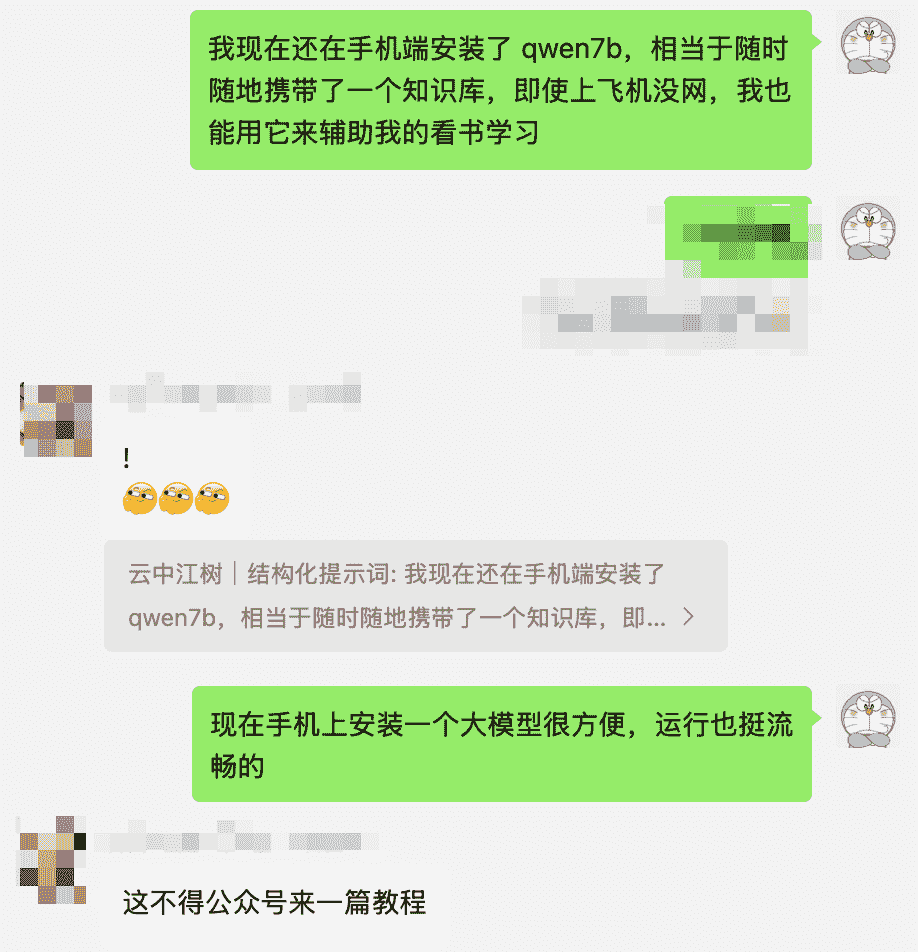 我现在还在手机端安装了 qwen7b，相当于随时
随地携带了一个知识库，即使上飞机没网，我也
能用它来辅助我的看书学习
！
云中江树｜结构化提示词: 我现在还在手机端安装了
qwen7b，相当于随时随地携带了一个知识库，即...
现在手机上安装一个大模型很方便，运行也挺流
畅的
这不得公众号来一篇教程